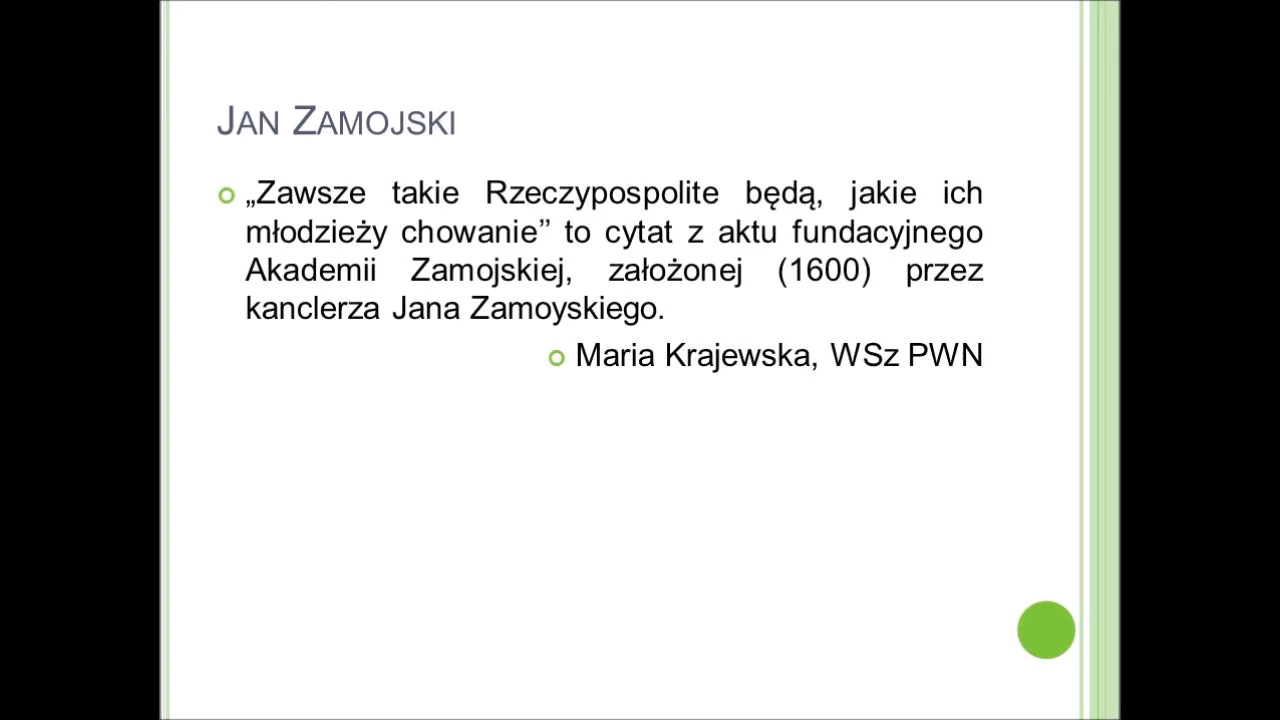 JAN ZAMOJSKI
„Zawsze takie Rzeczypospolite będą, jakie ich
młodzieży chowanie” to cytat z aktu fundacyjnego
Akademii Zamojskiej, założonej (1600) przez
kanclerza Jana Zamoyskiego.
Maria Krajewska, WSz PWN